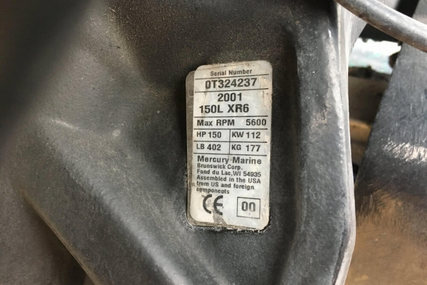 Serial Number
0T324237
2001
150L XR6
Max RPM 5600
HP 150 KW 112
LB 402 KG 177
Mercury Marine
Brunswick Corp.
Fond du Lac, WI 54935
Assembled in the USA
from US and foreign
components
CE 00